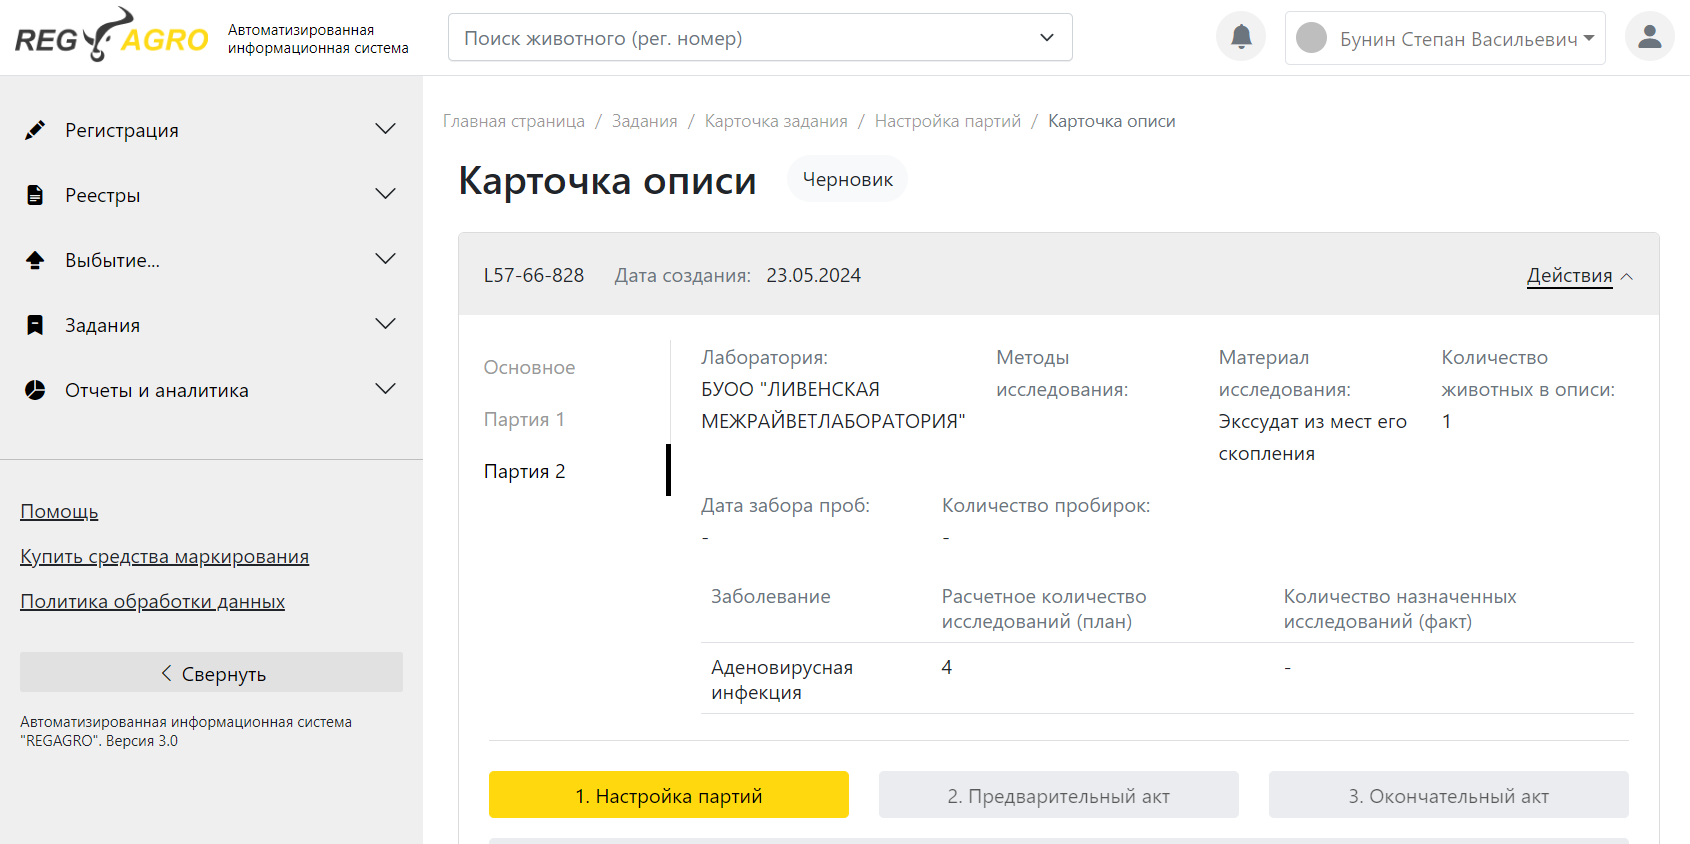 REG AGRO
Автоматизированная
информационная система
Поиск животного (рег. номер)
Бунин Степан Васильевич
Регистрация
Реестры
Выбытие...
Задания
Отчеты и аналитика
Помощь
Купить средства маркирования
Политика обработки данных
Свернуть
Автоматизированная информационная система
"REGAGRO". Версия 3.0
Главная страница / Задания / Карточка задания / Настройка партий / Карточка описи
Карточка описи
Черновик
L57-66-828 Дата создания: 23.05.2024
Действия
Основное
Партия 1
Партия 2
Лаборатория:
БУОО "ЛИВЕНСКАЯ
МЕЖРАЙВЕТЛАБОРАТОРИЯ"
Методы
исследования:
Материал
исследования:
Экссудат из мест его
скопления
Количество
животных в описи:
1
Дата забора проб:
-
Количество пробирок:
-
Заболевание
Расчетное количество
исследований (план)
Количество назначенных
исследований (факт)
Аденовирусная
инфекция
4
-
1. Настройка партий
2. Предварительный акт
3. Окончательный акт